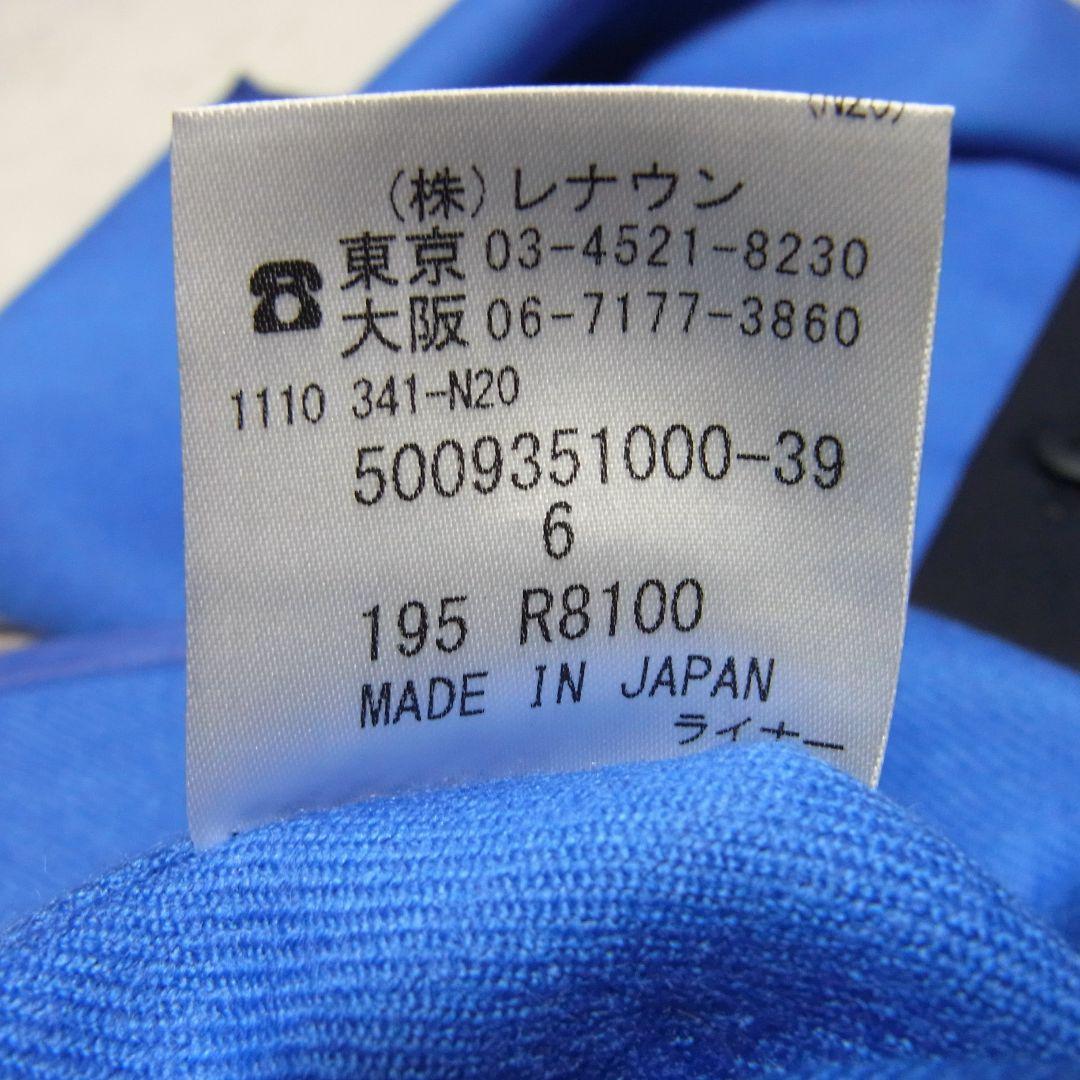 (N20)
(株)レナウン
東京 03-4521-8230
大阪 06-7177-3860
1110 341-N20
5009351000-39
6
195 R8100
MADE IN JAPAN
ライナー